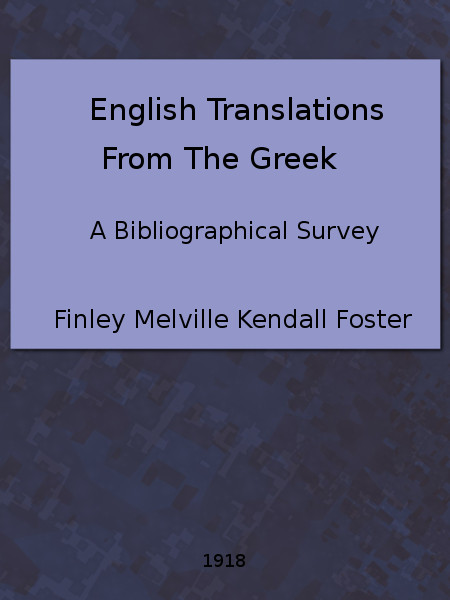 English Translations
From The Greek
A Bibliographical Survey
Finley Melville Kendall Foster
1918